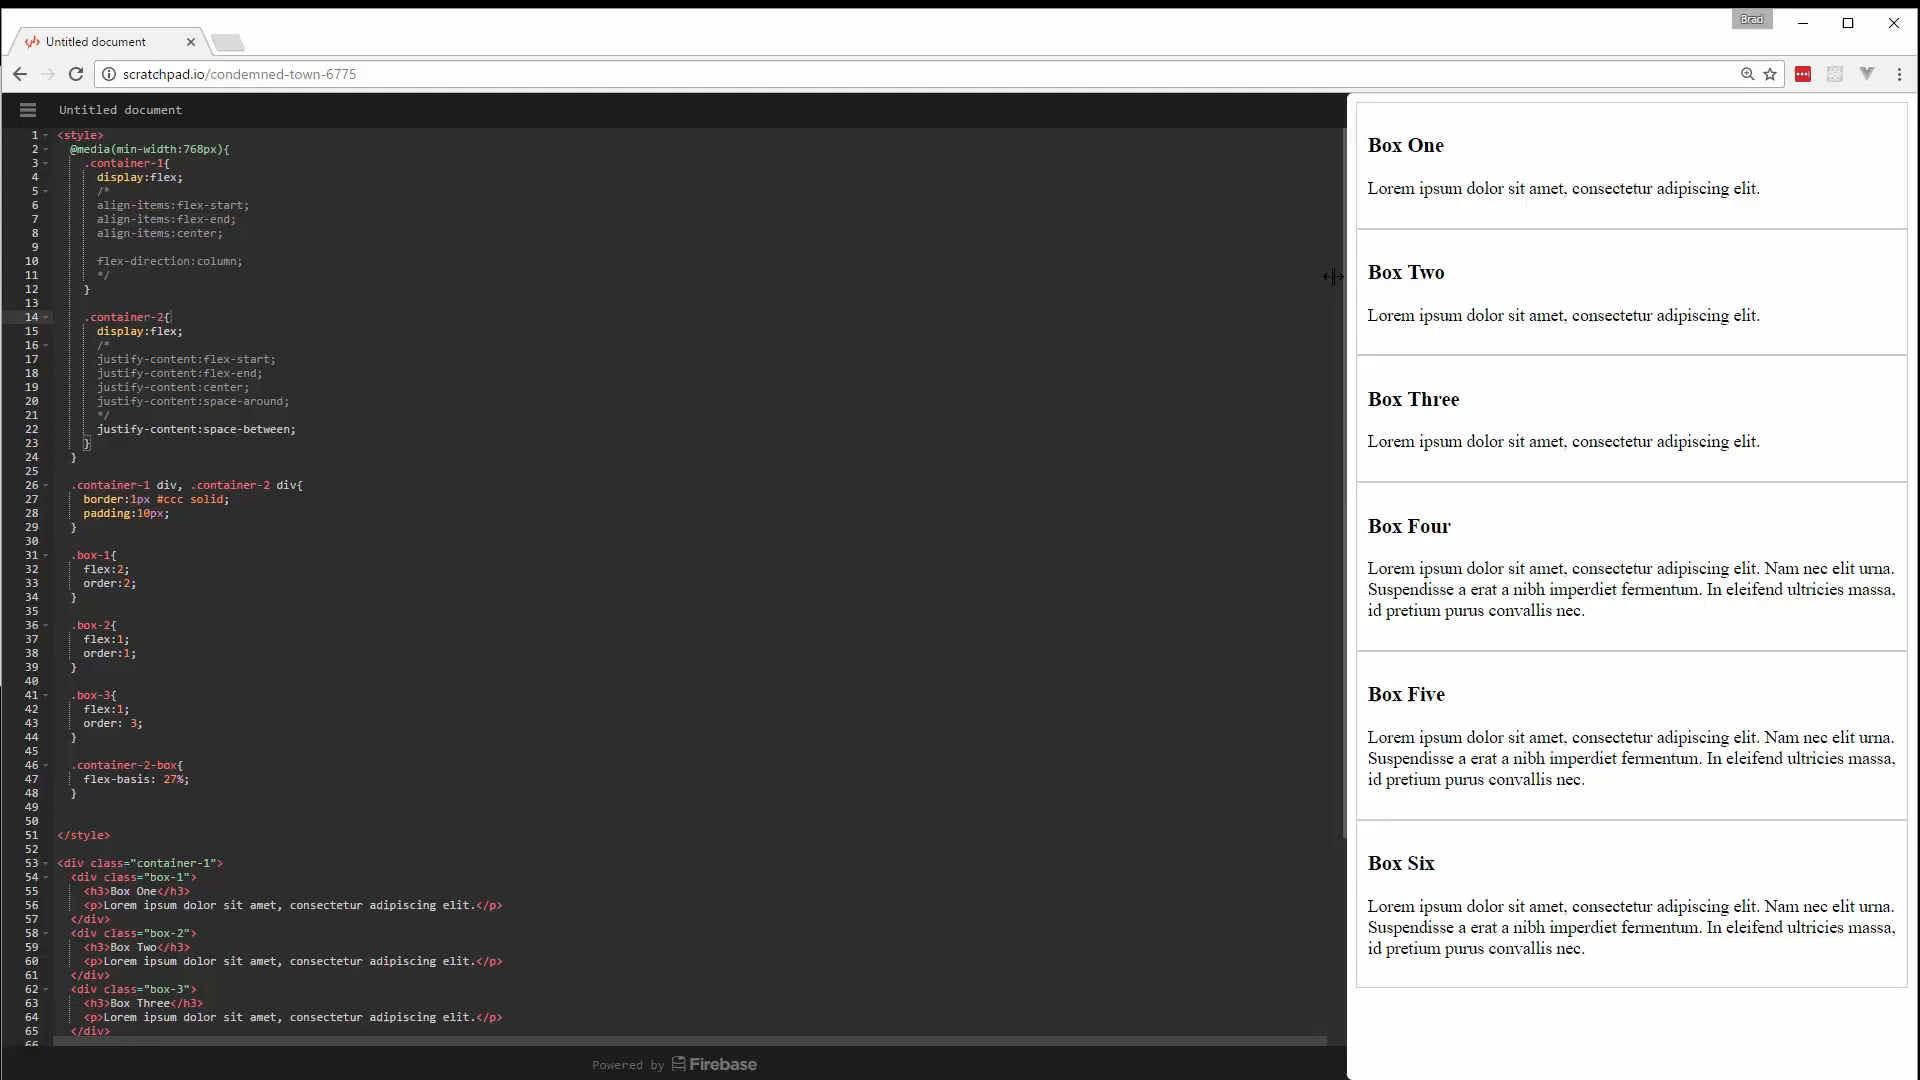 Brad
Untitled document
scratchpad.io/condemned-town-6775
Untitled document
1 <style>
2 @media(min-width:768px){
3 .container-1{
4 display:flex;
5 /*
6 align-items:flex-start;
7 align-items:flex-end;
8 align-items:center;
9
10 flex-direction:column;
11 */
12 }
13
14 .container-2{
15 display:flex;
16 /*
17 justify-content:flex-start;
18 justify-content:flex-end;
19 justify-content:center;
20 justify-content:space-around;
21 */
22 justify-content:space-between;
23 }
24 }
25
26 .container-1 div, .container-2 div{
27 border:1px #ccc solid;
28 padding:10px;
29 }
30
31 .box-1{
32 flex:2;
33 order:2;
34 }
35
36 .box-2{
37 flex:1;
38 order:1;
39 }
40
41 .box-3{
42 flex:1;
43 order: 3;
44 }
45
46 .container-2-box{
47 flex-basis: 27%;
48 }
49
50
51 </style>
52
53 <div class="container-1">
54 <div class="box-1">
55 <h3>Box One</h3>
56 <p>Lorem ipsum dolor sit amet, consectetur adipiscing elit.</p>
57 </div>
58 <div class="box-2">
59 <h3>Box Two</h3>
60 <p>Lorem ipsum dolor sit amet, consectetur adipiscing elit.</p>
61 </div>
62 <div class="box-3">
63 <h3>Box Three</h3>
64 <p>Lorem ipsum dolor sit amet, consectetur adipiscing elit.</p>
65 </div>
66
Powered by Firebase
Box One
Lorem ipsum dolor sit amet, consectetur adipiscing elit.
Box Two
Lorem ipsum dolor sit amet, consectetur adipiscing elit.
Box Three
Lorem ipsum dolor sit amet, consectetur adipiscing elit.
Box Four
Lorem ipsum dolor sit amet, consectetur adipiscing elit. Nam nec elit urna.
Suspendisse a erat a nibh imperdiet fermentum. In eleifend ultricies massa,
id pretium purus convallis nec.
Box Five
Lorem ipsum dolor sit amet, consectetur adipiscing elit. Nam nec elit urna.
Suspendisse a erat a nibh imperdiet fermentum. In eleifend ultricies massa,
id pretium purus convallis nec.
Box Six
Lorem ipsum dolor sit amet, consectetur adipiscing elit. Nam nec elit urna.
Suspendisse a erat a nibh imperdiet fermentum. In eleifend ultricies massa,
id pretium purus convallis nec.